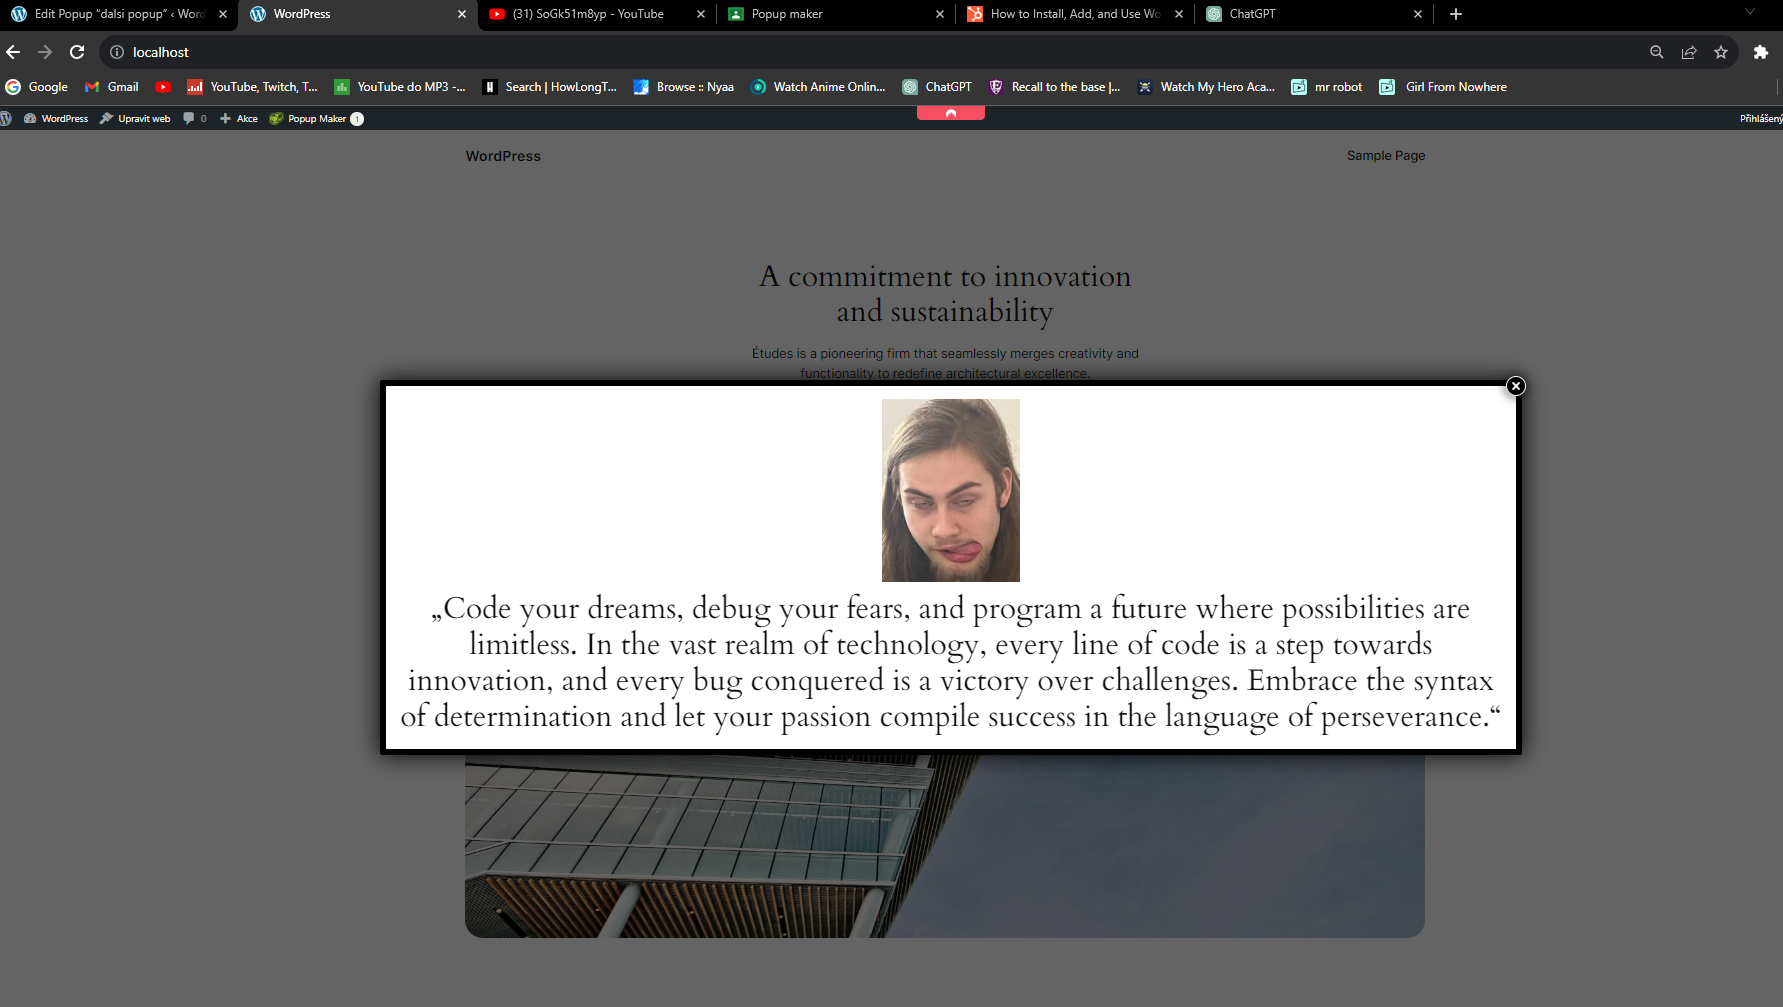 Edit Popup “dalsi popup” ‹ Word
WordPress
(31) SoGk51m8yp - YouTube
Popup maker
How to Install, Add, and Use Wo
ChatGPT
localhost
Google
Gmail
YouTube, Twitch, T...
YouTube do MP3 -...
Search | HowLongT...
Browse :: Nyaa
Watch Anime Onlin...
ChatGPT
Recall to the base |...
Watch My Hero Aca...
mr robot
Girl From Nowhere
WordPress
Upravit web
0
Akce
Popup Maker 1
Přihlášený
WordPress
Sample Page
A commitment to innovation
and sustainability
Études is a pioneering firm that seamlessly merges creativity and
functionality to redefine architectural excellence.
„Code your dreams, debug your fears, and program a future where possibilities are
limitless. In the vast realm of technology, every line of code is a step towards
innovation, and every bug conquered is a victory over challenges. Embrace the syntax
of determination and let your passion compile success in the language of perseverance.“